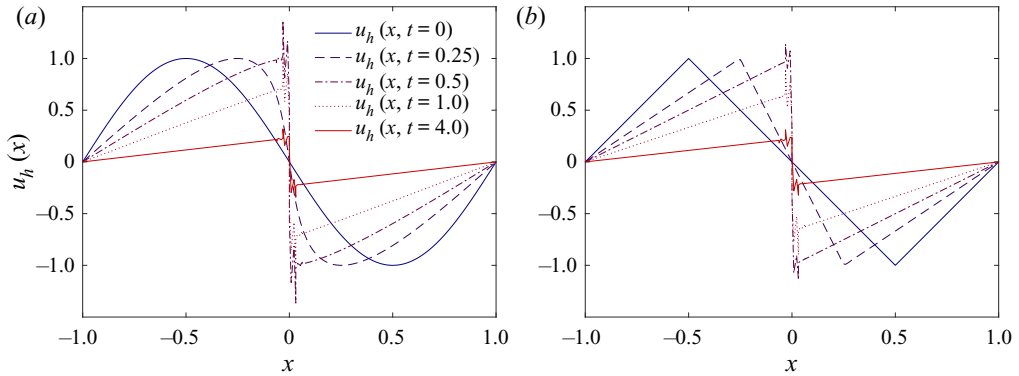 (a)
1.0
0.5
0
–0.5
–1.0
u_h (x)
–1.0
–0.5
0
0.5
1.0
x
u_h (x, t = 0)
u_h (x, t = 0.25)
u_h (x, t = 0.5)
u_h (x, t = 1.0)
u_h (x, t = 4.0)
(b)
1.0
0.5
0
–0.5
–1.0
–1.0
–0.5
0
0.5
1.0
x